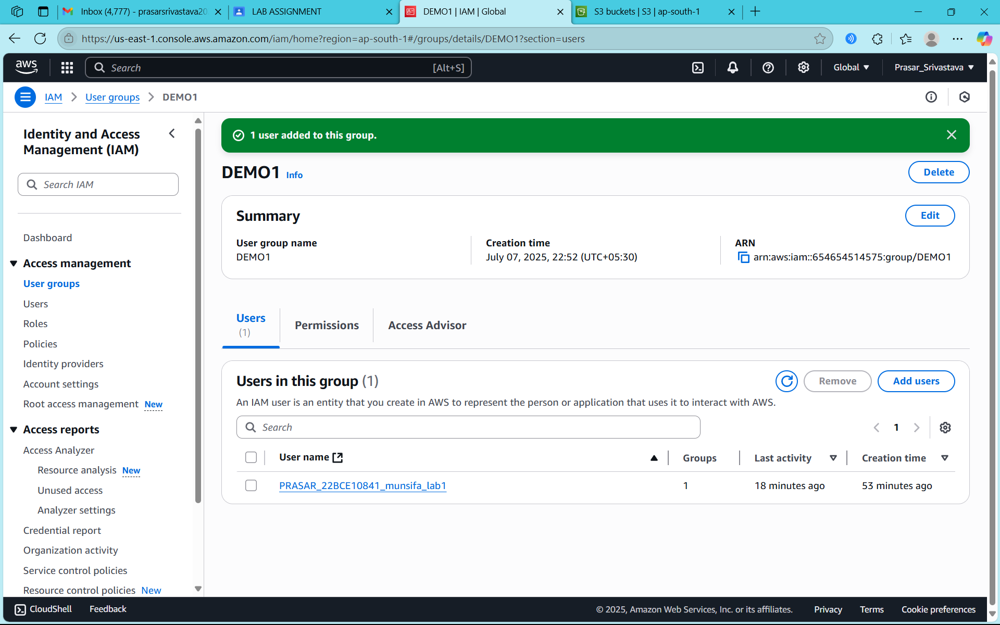 Inbox (4,777) - prasarsrivastava20
LAB ASSIGNMENT
DEMO1 | IAM | Global
S3 buckets | S3 | ap-south-1
https://us-east-1.console.aws.amazon.com/iam/home?region=ap-south-1#/groups/details/DEMO1?section=users
aws
Search
[Alt+S]
Global
Prasar_Srivastava
IAM
User groups
DEMO1
Identity and Access
Management (IAM)
Search IAM
Dashboard
Access management
User groups
Users
Roles
Policies
Identity providers
Account settings
Root access management New
Access reports
Access Analyzer
Resource analysis New
Unused access
Analyzer settings
Credential report
Organization activity
Service control policies
Resource control policies New
1 user added to this group.
DEMO1 Info
Delete
Summary
Edit
User group name
DEMO1
Creation time
July 07, 2025, 22:52 (UTC+05:30)
ARN
arn:aws:iam::654654514575:group/DEMO1
Users
(1)
Permissions
Access Advisor
Users in this group (1)
Remove
Add users
An IAM user is an entity that you create in AWS to represent the person or application that uses it to interact with AWS.
Search
1
User name
Groups
Last activity
Creation time
PRASAR_22BCE10841_munsifa_lab1
1
18 minutes ago
53 minutes ago
CloudShell
Feedback
© 2025, Amazon Web Services, Inc. or its affiliates.
Privacy
Terms
Cookie preferences